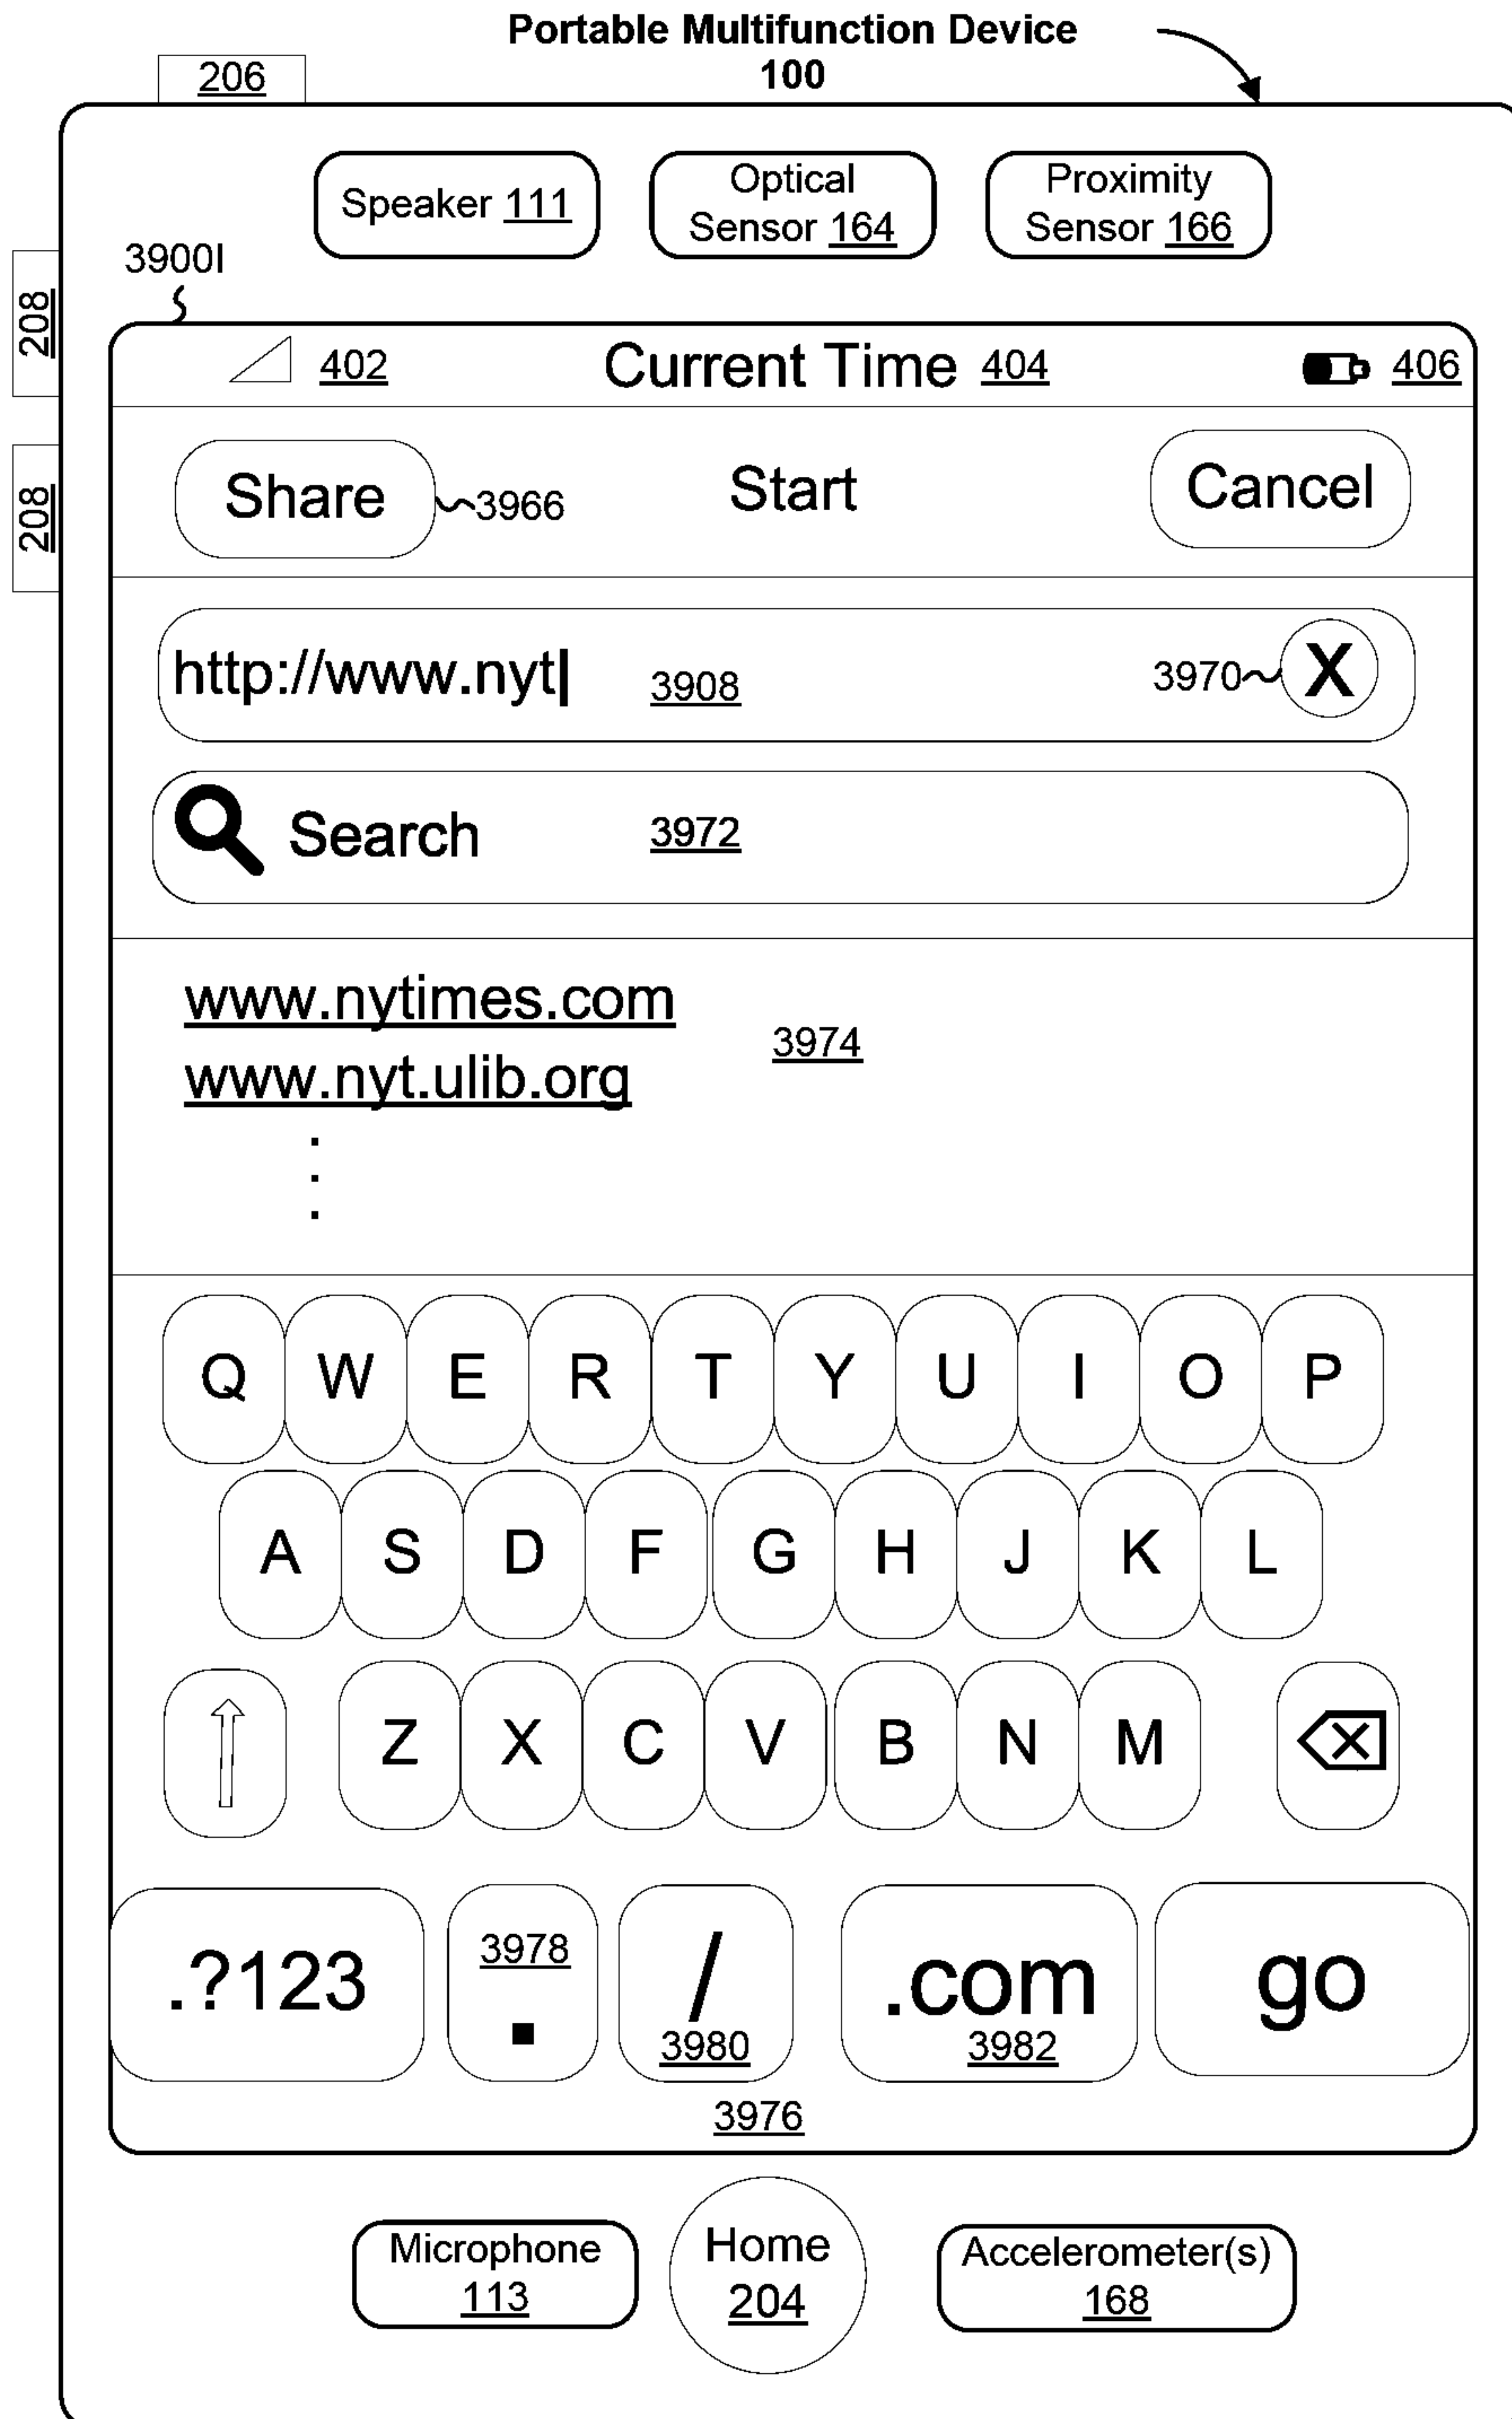 Portable Multifunction Device
100
206
Speaker 111
Optical
Sensor 164
Proximity
Sensor 166
3900I
208
208
402
Current Time 404
406
Share
3966
Start
Cancel
http://www.nyt
3908
3970
X
Search
3972
www.nytimes.com
3974
www.nyt.ulib.org
Q W E R T Y U I O P
A S D F G H J K L
Z X C V B N M
.?123
3978
.
/
3980
.com
3982
go
3976
Microphone
113
Home
204
Accelerometer(s)
168